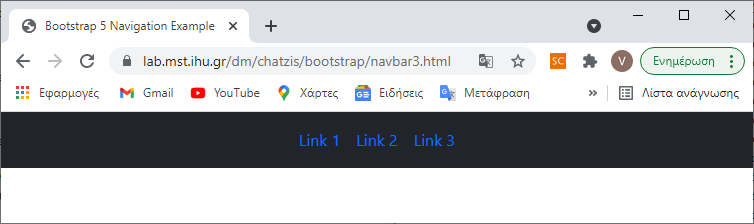 Bootstrap 5 Navigation Example
lab.mst.ihu.gr/dm/chatzis/bootstrap/navbar3.html SC V Ενημέρωση
Εφαρμογές Gmail YouTube Χάρτες Ειδήσεις Μετάφραση » Λίστα ανάγνωσης
Link 1 Link 2 Link 3